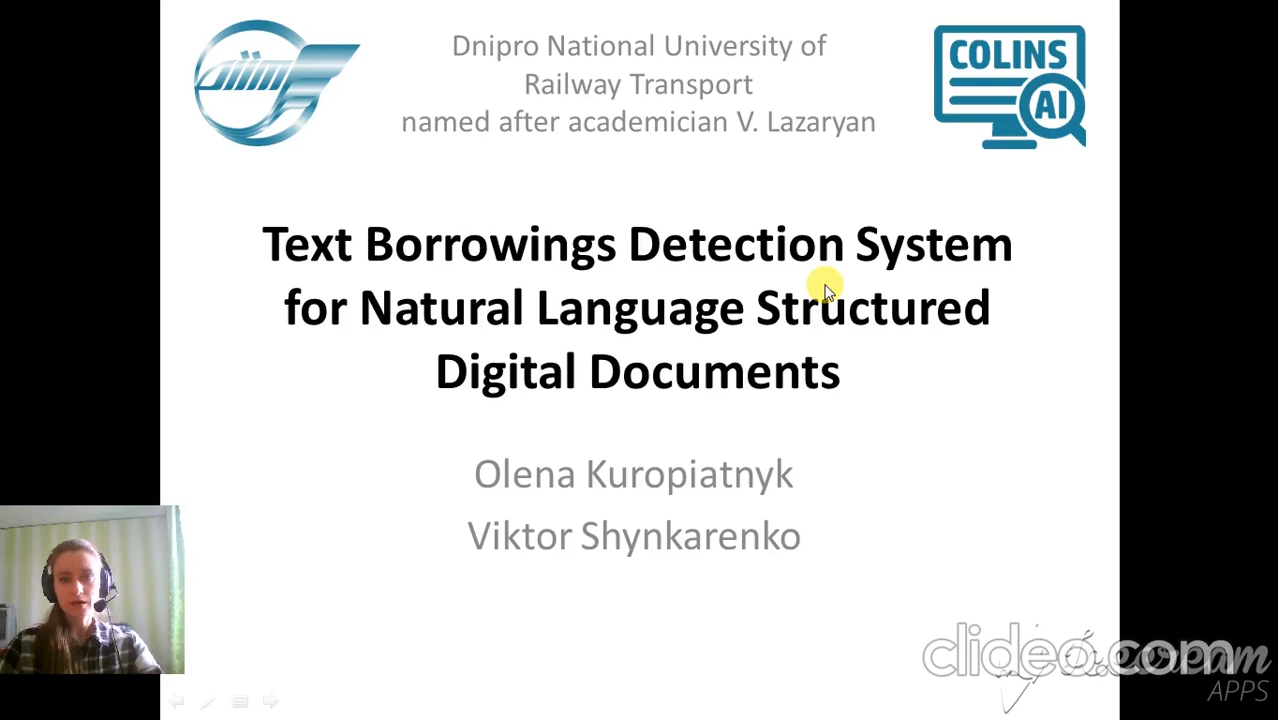 Dnipro National University of
Railway Transport
named after academician V. Lazaryan
COLINS
AI
Text Borrowings Detection System
for Natural Language Structured
Digital Documents
Olena Kuropiatnyk
Viktor Shynkarenko
clideo.com
APPS